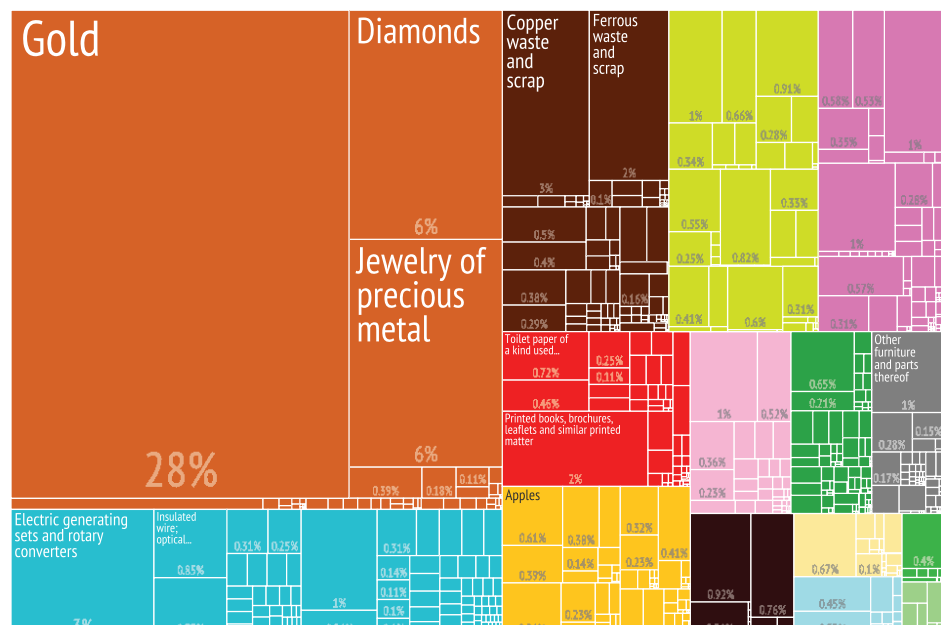 Gold
28%
Diamonds
6%
Jewelry of
precious
metal
6%
0.39%
0.18%
0.11%
Copper
waste
and
scrap
3%
Ferrous
waste
and
scrap
2%
0.1%
0.5%
0.4%
0.38%
0.29%
0.16%
1%
0.66%
0.91%
0.28%
0.34%
0.55%
0.25%
0.82%
0.33%
0.41%
0.6%
0.31%
0.58%
0.53%
0.35%
1%
1%
0.28%
0.57%
0.31%
Toilet paper of
a kind used...
0.72%
0.46%
0.25%
0.11%
Printed books, brochures,
leaflets and similar printed
matter
2%
1%
0.52%
0.36%
0.23%
0.65%
0.21%
Other
furniture
and parts
thereof
1%
0.28%
0.15%
0.17%
Electric generating
sets and rotary
converters
3%
Insulated
wire;
optical...
0.85%
0.31%
0.25%
1%
0.31%
0.14%
0.11%
0.1%
Apples
0.61%
0.39%
0.38%
0.14%
0.32%
0.23%
0.41%
0.23%
0.92%
0.76%
0.67%
0.1%
0.45%
0.4%